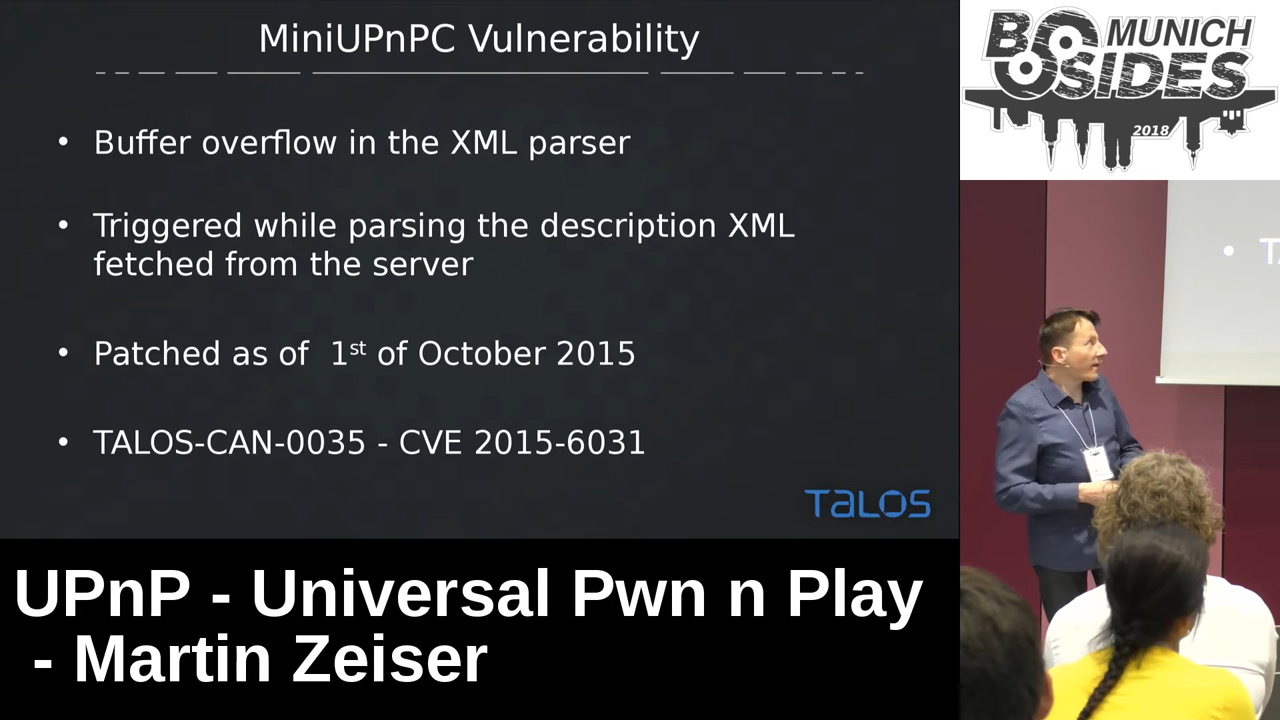 MiniUPnPC Vulnerability
• Buffer overflow in the XML parser
• Triggered while parsing the description XML
fetched from the server
• Patched as of 1st of October 2015
• TALOS-CAN-0035 - CVE 2015-6031
TALOS
UPnP - Universal Pwn n Play
- Martin Zeiser
BSIDES MUNICH
2018